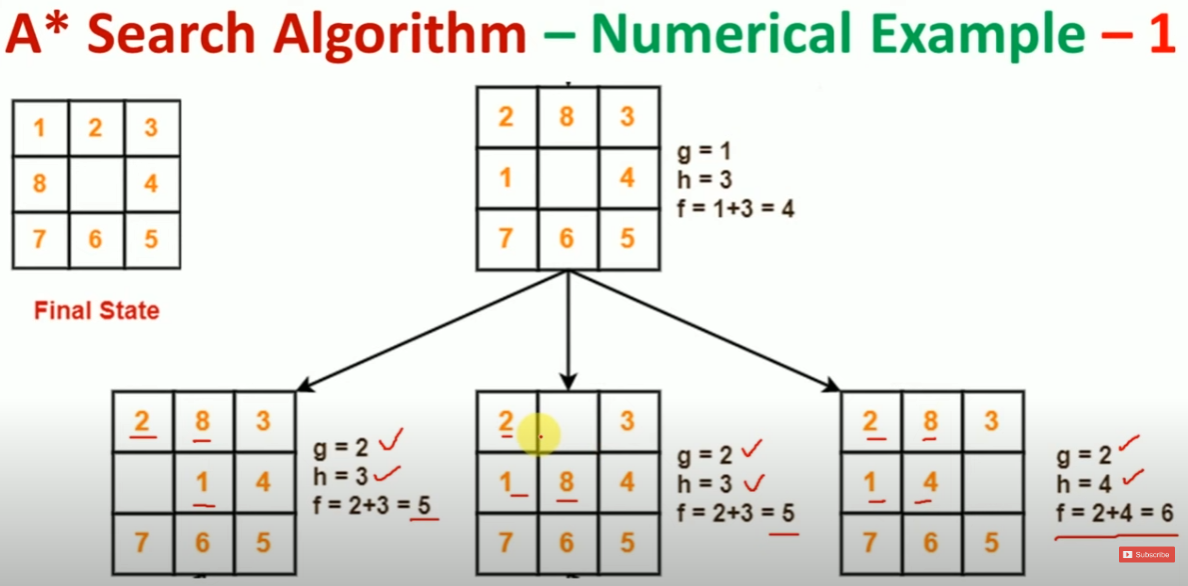 A* Search Algorithm – Numerical Example – 1
1 2 3
8 4
7 6 5
Final State
2 8 3
1 4
7 6 5
g = 1
h = 3
f = 1+3 = 4
2 8 3
1 4
7 6 5
g = 2
h = 3
f = 2+3 = 5
2 3
1 8 4
7 6 5
g = 2
h = 3
f = 2+3 = 5
2 8 3
1 4
7 6 5
g = 2
h = 4
f = 2+4 = 6
Subscribe